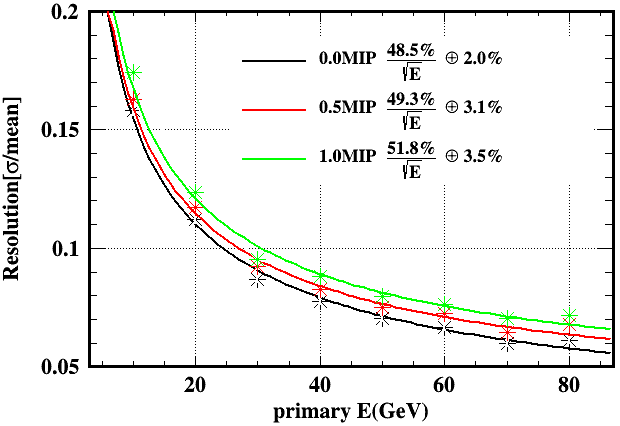 0.2
0.15
0.1
0.05
Resolution[σ/mean]
0.0MIP 48.5%/√E ⊕ 2.0%
0.5MIP 49.3%/√E ⊕ 3.1%
1.0MIP 51.8%/√E ⊕ 3.5%
20 40 60 80
primary E(GeV)